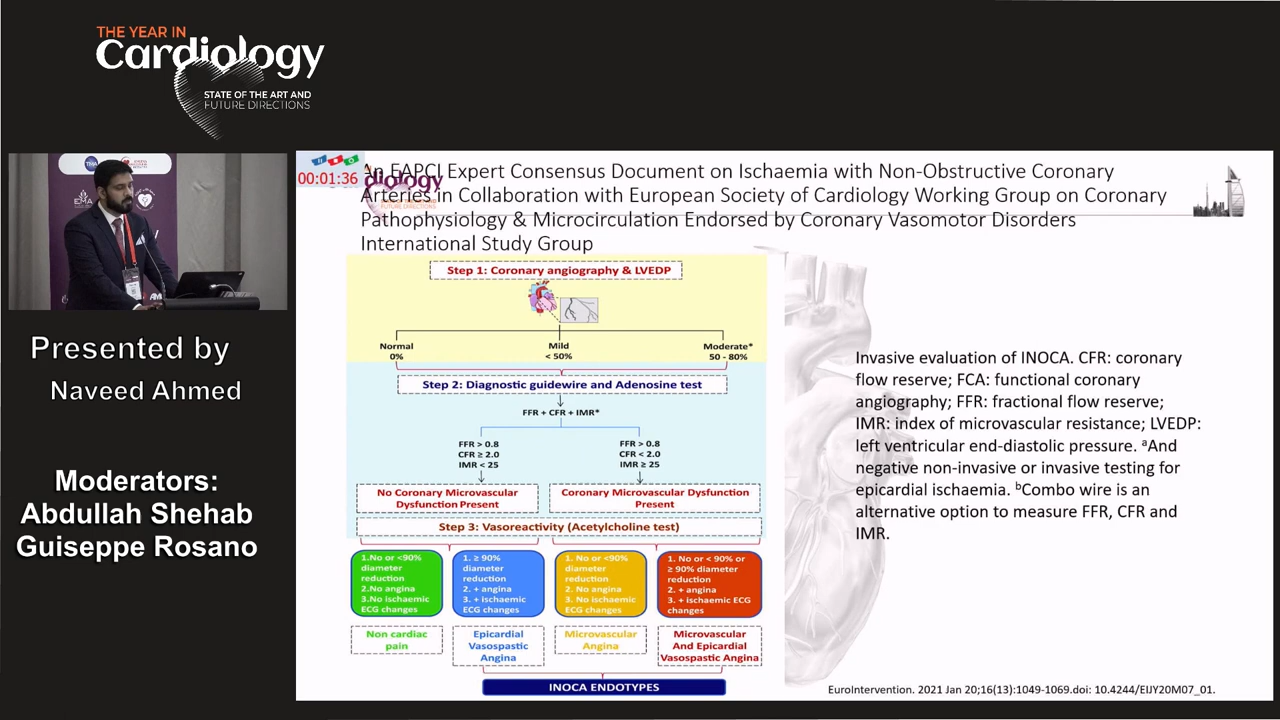 THE YEAR IN
Cardiology
STATE OF THE ART AND
FUTURE DIRECTIONS
TMA
EMA
Presented by
Naveed Ahmed
Moderators:
Abdullah Shehab
Guiseppe Rosano
00:01:36
An EAPCI Expert Consensus Document on Ischaemia with Non-Obstructive Coronary
Arteries in Collaboration with European Society of Cardiology Working Group on Coronary
Pathophysiology & Microcirculation Endorsed by Coronary Vasomotor Disorders
International Study Group
Step 1: Coronary angiography & LVEDP
Normal
0%
Mild
< 50%
Moderate*
50 - 80%
Step 2: Diagnostic guidewire and Adenosine test
FFR + CFR + IMR*
FFR > 0.8
CFR ≥ 2.0
IMR < 25
FFR > 0.8
CFR < 2.0
IMR ≥ 25
No Coronary Microvascular
Dysfunction Present
Coronary Microvascular Dysfunction
Present
Step 3: Vasoreactivity (Acetylcholine test)
1.No or <90%
diameter
reduction
2.No angina
3.No ischaemic
ECG changes
1. ≥ 90%
diameter
reduction
2. + angina
3. + ischaemic
ECG changes
1. No or <90%
diameter
reduction
2. No angina
3. No ischaemic
ECG changes
1. No or < 90% or
≥ 90% diameter
reduction
2. + angina
3. + ischaemic ECG
changes
Non cardiac
pain
Epicardial
Vasospastic
Angina
Microvascular
Angina
Microvascular
And Epicardial
Vasospastic Angina
INOCA ENDOTYPES
Invasive evaluation of INOCA. CFR: coronary
flow reserve; FCA: functional coronary
angiography; FFR: fractional flow reserve;
IMR: index of microvascular resistance; LVEDP:
left ventricular end-diastolic pressure. ᵃAnd
negative non-invasive or invasive testing for
epicardial ischaemia. ᵇCombo wire is an
alternative option to measure FFR, CFR and
IMR.
EuroIntervention. 2021 Jan 20;16(13):1049-1069.doi: 10.4244/EIJY20M07_01.